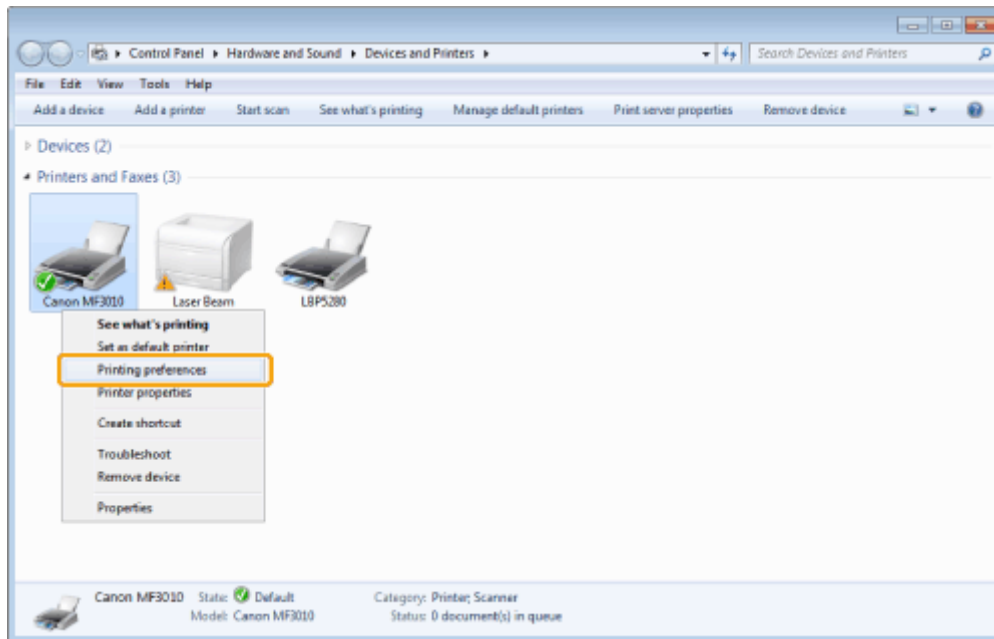 Control Panel Hardware and Sound Devices and Printers Search Devices and Printers
File Edit View Tools Help
Add a device Add a printer Start scan See what's printing Manage default printers Print server properties Remove device
Devices (2)
Printers and Faxes (3)
Canon MF3010 Laser Beam LBP5280
See what's printing
Set as default printer
Printing preferences
Printer properties
Create shortcut
Troubleshoot
Remove device
Properties
Canon MF3010 State: Default Category: Printer; Scanner
Model: Canon MF3010 Status: 0 document(s) in queue